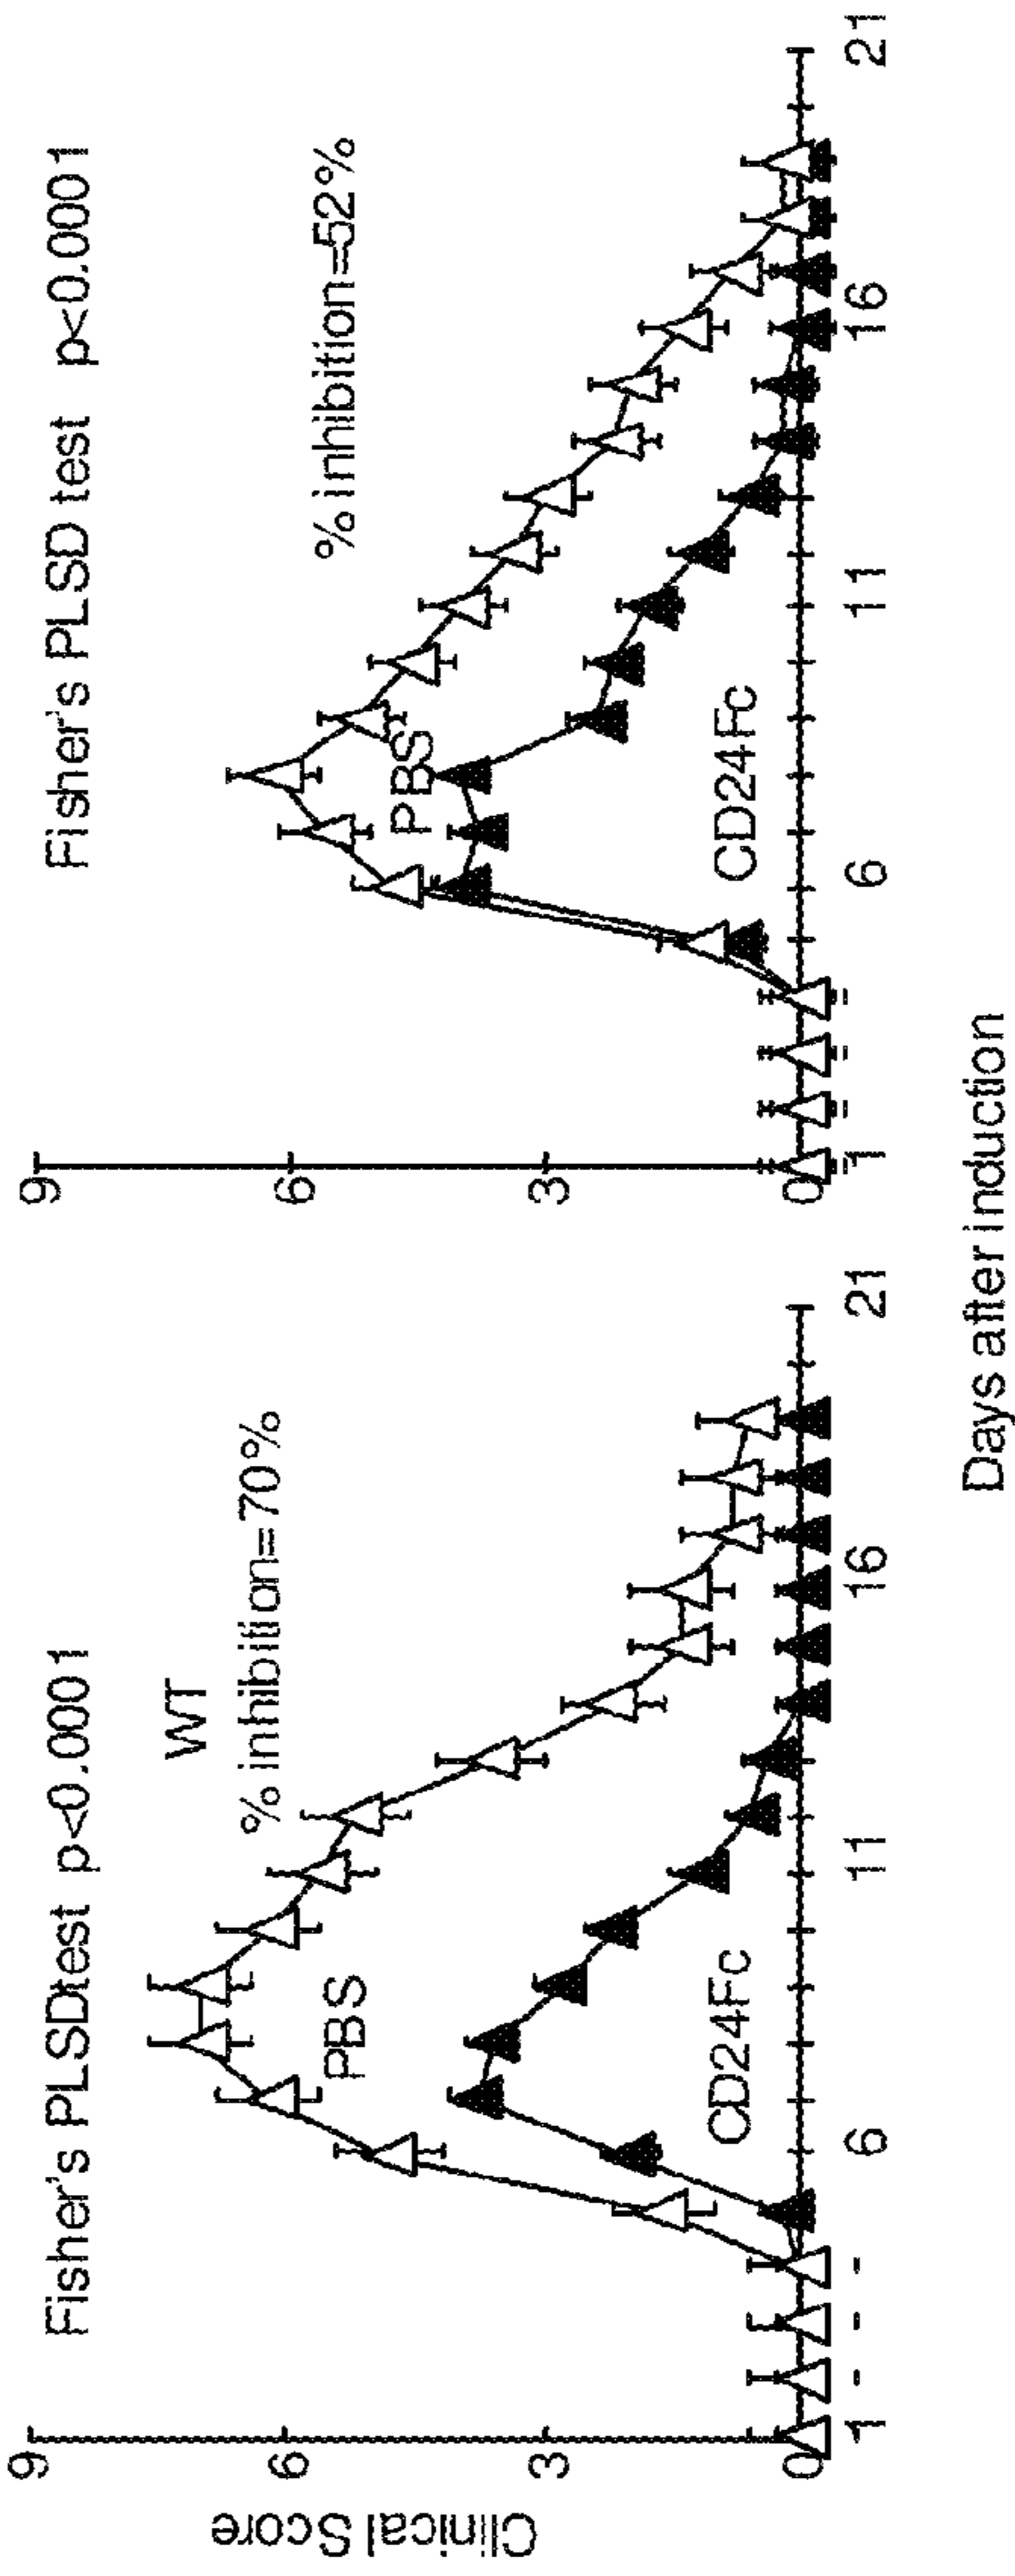 Fisher's PLSDtest p<0.0001
WT
% inhibition=70%
PBS
CD24Fc
Clinical Score
9
6
3
0
1
6
11
16
21
Fisher's PLSD test p<0.0001
% inhibition=52%
PBS
CD24Fc
9
6
3
0
1
6
11
16
21
Days after induction